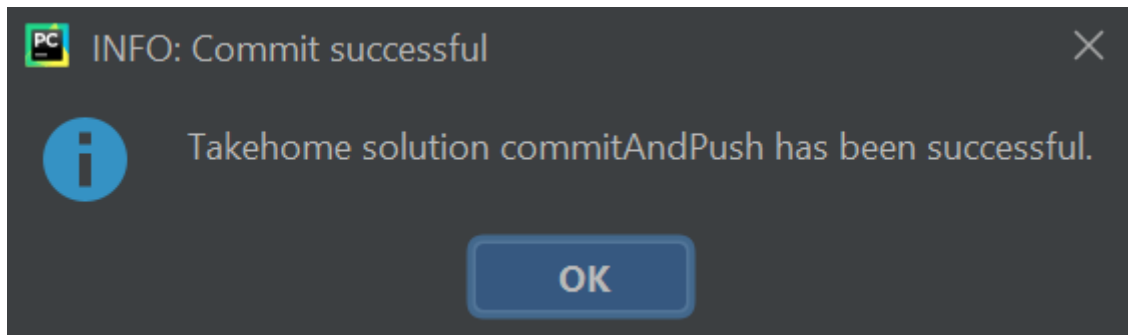 PC
INFO: Commit successful
Takehome solution commitAndPush has been successful.
OK